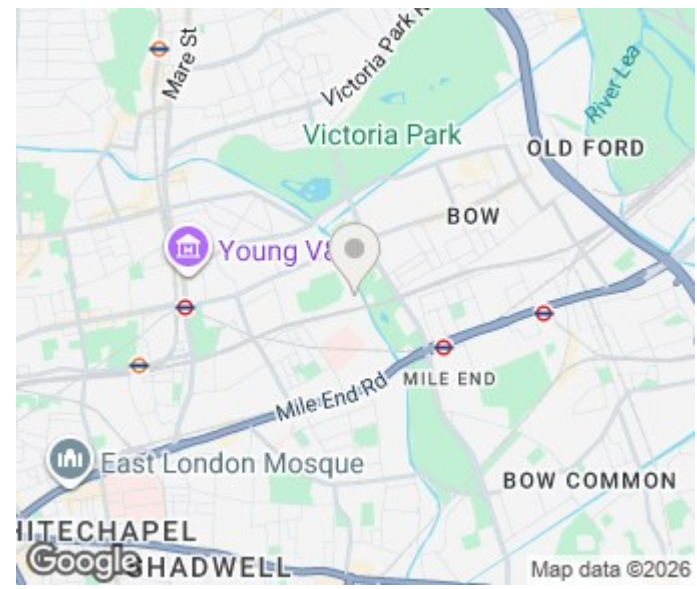 Mare St
Victoria Park R
River Lea
Victoria Park
OLD FORD
BOW
Young V&
Mile End Rd
MILE END
East London Mosque
BOW COMMON
HITECHAPEL
SHADWELL
Google
Map data ©2026